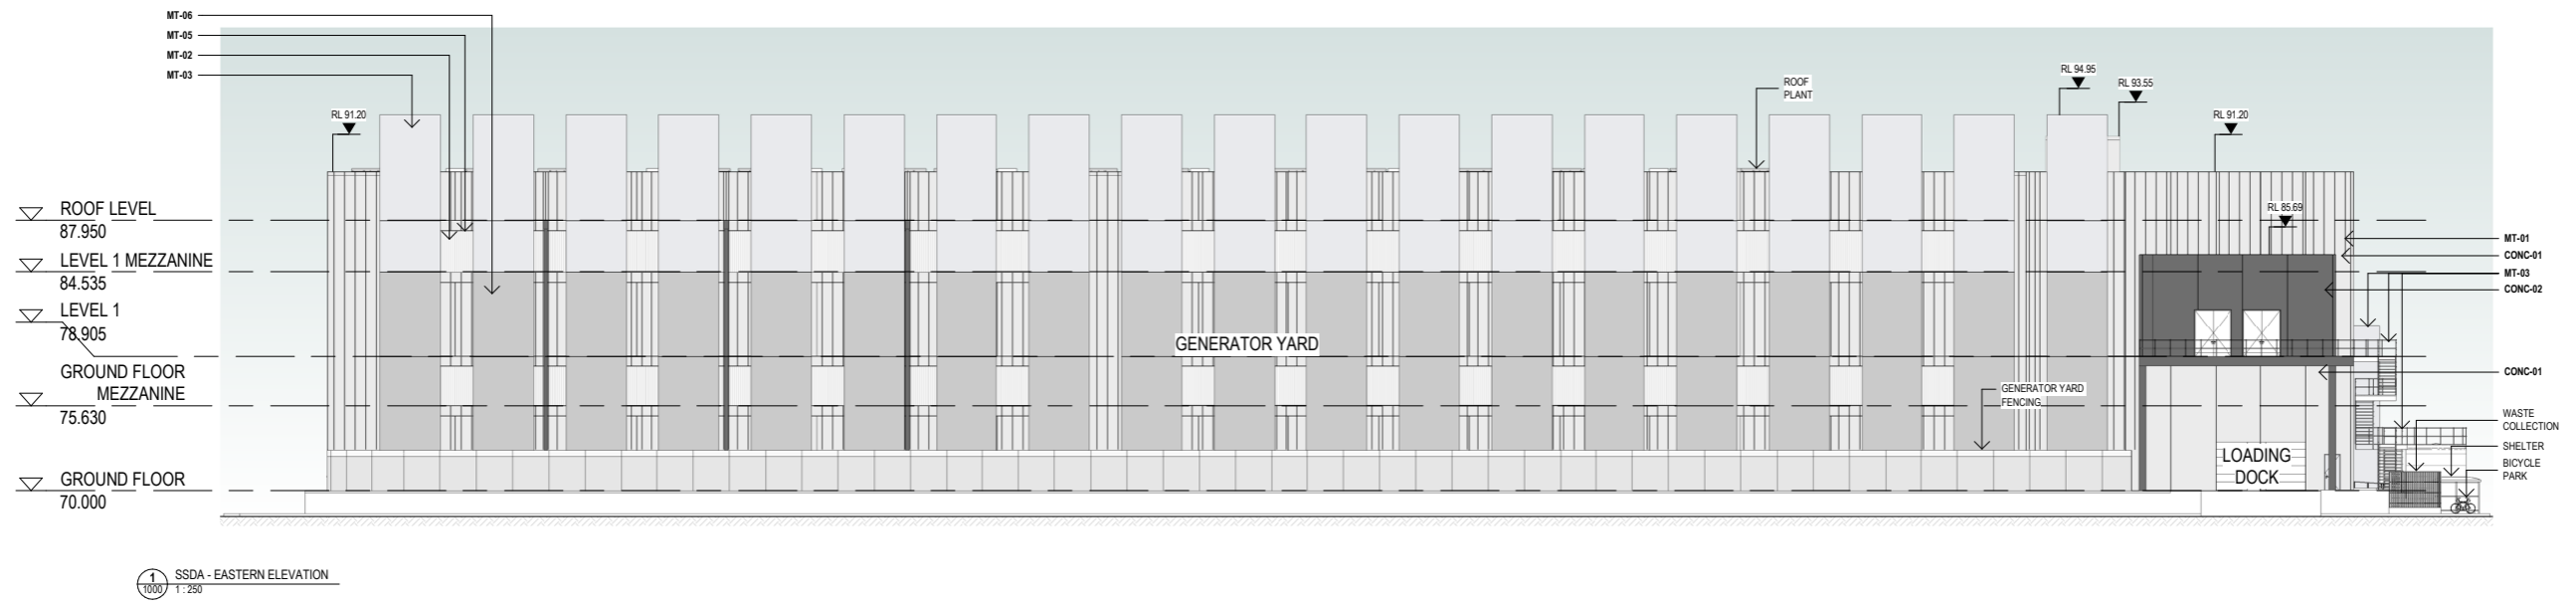 MT-06
MT-05
MT-02
MT-03
RL 91.20
ROOF
PLANT
RL 94.95
RL 93.55
RL 91.20
ROOF LEVEL
87.950
LEVEL 1 MEZZANINE
84.535
LEVEL 1
78.905
GROUND FLOOR
MEZZANINE
75.630
GROUND FLOOR
70.000
GENERATOR YARD
GENERATOR YARD
FENCING
RL 85.69
MT-01
CONC-01
MT-03
CONC-02
CONC-01
WASTE
COLLECTION
SHELTER
BICYCLE
PARK
LOADING
DOCK
1
1000
SSDA - EASTERN ELEVATION
1 : 250